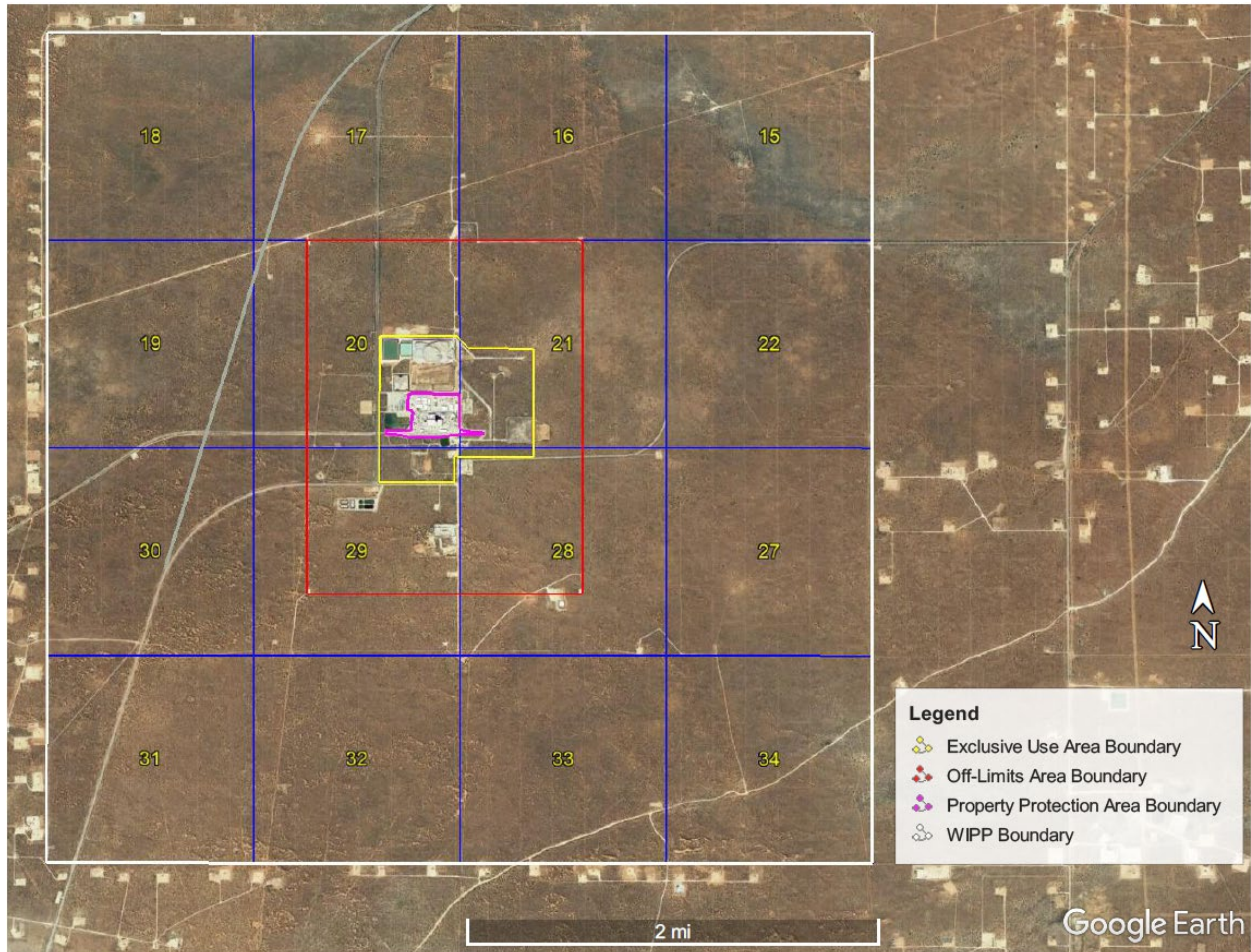 18
17
16
15
19
20
21
22
30
29
28
27
N
31
32
33
34
Legend
Exclusive Use Area Boundary
Off-Limits Area Boundary
Property Protection Area Boundary
WIPP Boundary
2 mi
Google Earth